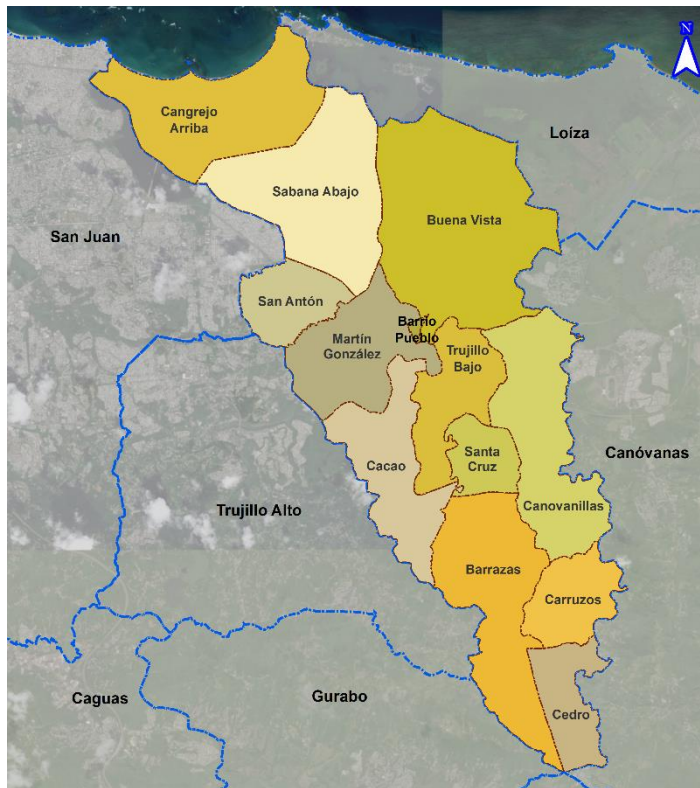 N
Cangrejo
Arriba
Loíza
Sabana Abajo
Buena Vista
San Juan
San Antón
Barrio
Pueblo
Martín
González
Trujillo
Bajo
Santa
Cruz
Canóvanas
Cacao
Canovanillas
Trujillo Alto
Barrazas
Carruzos
Caguas
Gurabo
Cedro